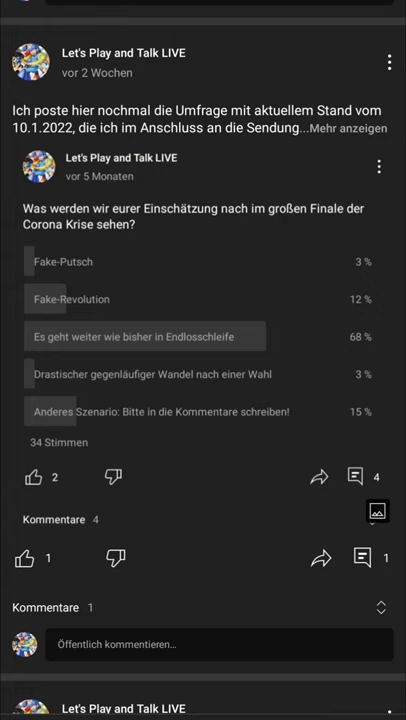 Let's Play and Talk LIVE
vor 2 Wochen
Ich poste hier nochmal die Umfrage mit aktuellem Stand vom
10.1.2022, die ich im Anschluss an die Sendung...Mehr anzeigen
Let's Play and Talk LIVE
vor 5 Monaten
Was werden wir eurer Einschätzung nach im großen Finale der
Corona Krise sehen?
Fake-Putsch 3 %
Fake-Revolution 12 %
Es geht weiter wie bisher in Endlosschleife 68 %
Drastischer gegenläufiger Wandel nach einer Wahl 3 %
Anderes Szenario: Bitte in die Kommentare schreiben! 15 %
34 Stimmen
2 4
Kommentare 4
1 1
Kommentare 1
Öffentlich kommentieren...
Let's Play and Talk LIVE